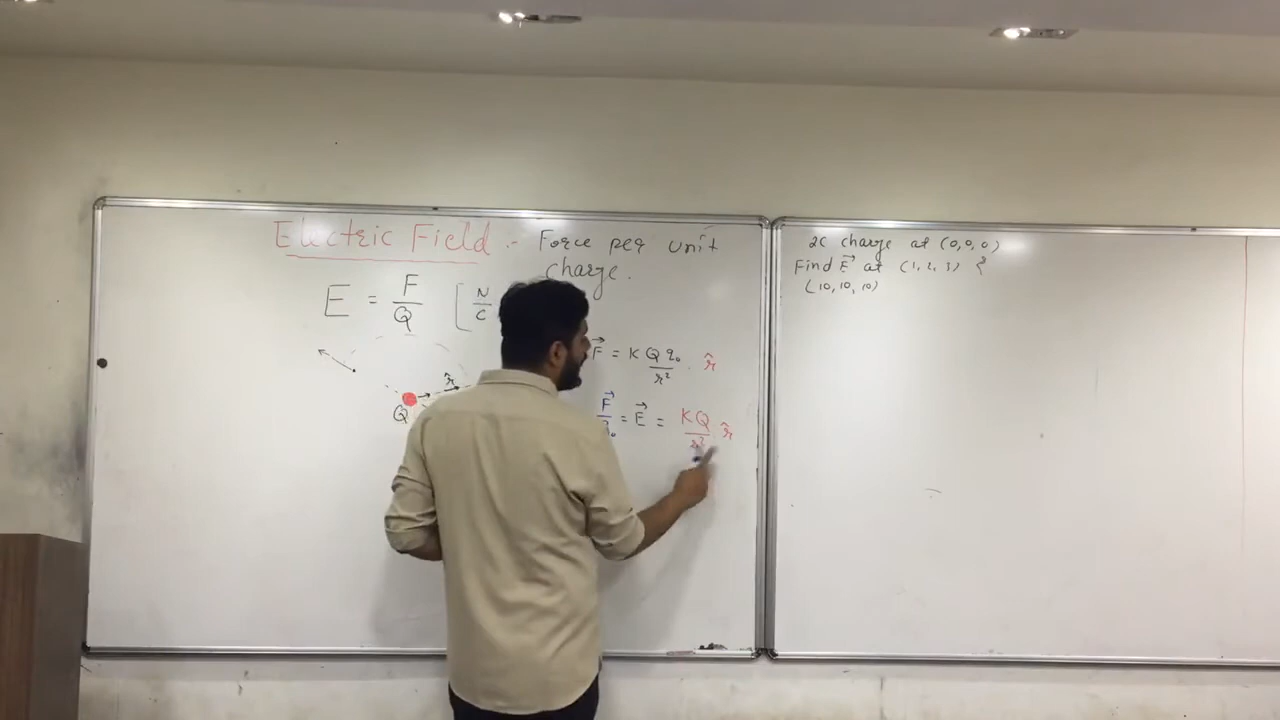 Electric Field :- Force per unit
charge.
E = F/Q [N/C
F⃗ = K Q q₀/r² . r̂
r̂
Q
F⃗/q₀ = E⃗ = KQ/r² r̂
2C charge at (0,0,0)
Find E⃗ at (1,2,3) &
(10,10,10)